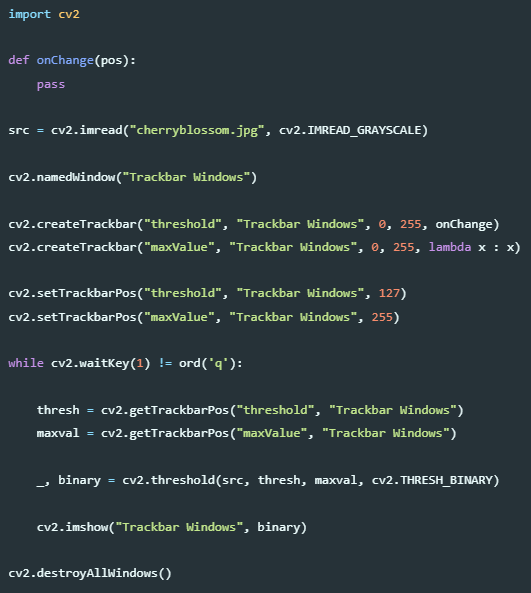 import cv2
def onChange(pos):
    pass
src = cv2.imread("cherryblossom.jpg", cv2.IMREAD_GRAYSCALE)
cv2.namedWindow("Trackbar Windows")
cv2.createTrackbar("threshold", "Trackbar Windows", 0, 255, onChange)
cv2.createTrackbar("maxValue", "Trackbar Windows", 0, 255, lambda x : x)
cv2.setTrackbarPos("threshold", "Trackbar Windows", 127)
cv2.setTrackbarPos("maxValue", "Trackbar Windows", 255)
while cv2.waitKey(1) != ord('q'):
    thresh = cv2.getTrackbarPos("threshold", "Trackbar Windows")
    maxval = cv2.getTrackbarPos("maxValue", "Trackbar Windows")
    _, binary = cv2.threshold(src, thresh, maxval, cv2.THRESH_BINARY)
    cv2.imshow("Trackbar Windows", binary)
cv2.destroyAllWindows()